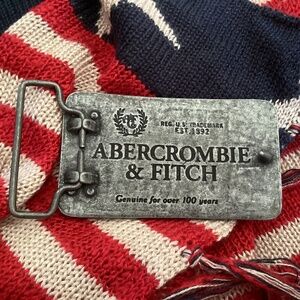 REG. U.S. TRADEMARK
EST. 1892
ABERCROMBIE
& FITCH
Genuine for over 100 years